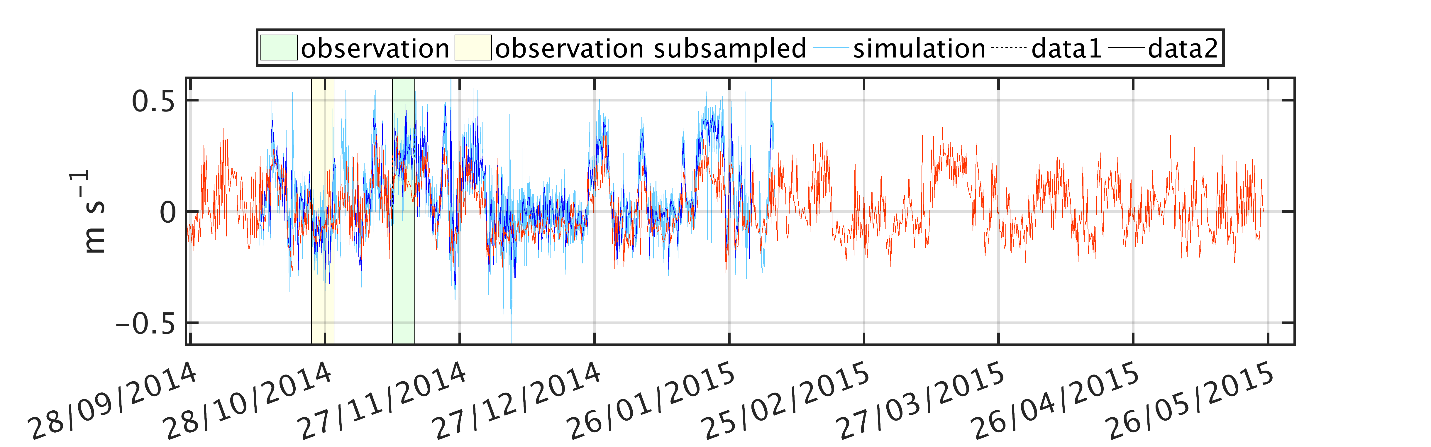 observation observation subsampled simulation data1 data2
0.5
0
−0.5
m s⁻¹
28/09/2014 28/10/2014 27/11/2014 27/12/2014 26/01/2015 25/02/2015 27/03/2015 26/04/2015 26/05/2015